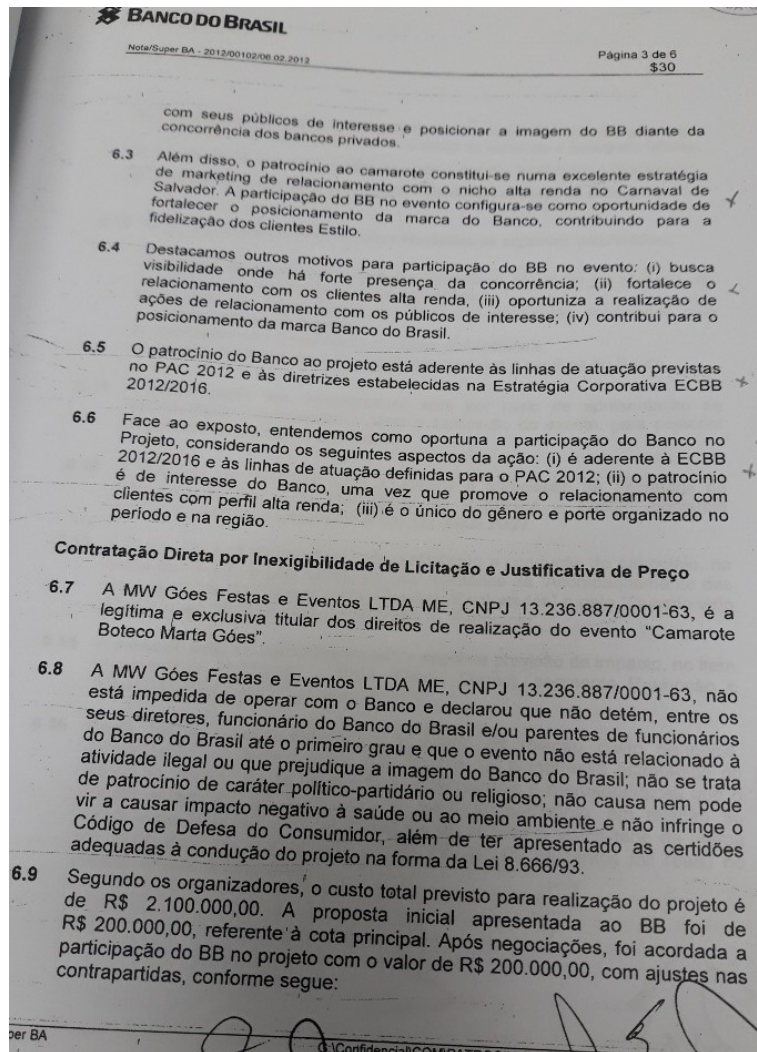 BANCO DO BRASIL
Nota/Super BA - 2012/00102/06.02.2012
Página 3 de 6
$30
com seus públicos de interesse e posicionar a imagem do BB diante da
concorrência dos bancos privados.
6.3 Além disso, o patrocínio ao camarote constitui-se numa excelente estratégia
de marketing de relacionamento com o nicho alta renda no Carnaval de
Salvador. A participação do BB no evento configura-se como oportunidade de
fortalecer o posicionamento da marca do Banco, contribuindo para a
fidelização dos clientes Estilo.
6.4 Destacamos outros motivos para participação do BB no evento: (i) busca
visibilidade onde há forte presença da concorrência; (ii) fortalece o
relacionamento com os clientes alta renda, (iii) oportuniza a realização de
ações de relacionamento com os públicos de interesse; (iv) contribui para o
posicionamento da marca Banco do Brasil.
6.5 O patrocínio do Banco ao projeto está aderente às linhas de atuação previstas
no PAC 2012 e às diretrizes estabelecidas na Estratégia Corporativa ECBB
2012/2016.
6.6 Face ao exposto, entendemos como oportuna a participação do Banco no
Projeto, considerando os seguintes aspectos da ação: (i) é aderente à ECBB
2012/2016 e às linhas de atuação definidas para o PAC 2012; (ii) o patrocínio
é de interesse do Banco, uma vez que promove o relacionamento com
clientes com perfil alta renda; (iii) é o único do gênero e porte organizado no
período e na região.
Contratação Direta por Inexigibilidade de Licitação e Justificativa de Preço
6.7 A MW Góes Festas e Eventos LTDA ME, CNPJ 13.236.887/0001-63, é a
legítima e exclusiva titular dos direitos de realização do evento "Camarote
Boteco Marta Góes".
6.8 A MW Góes Festas e Eventos LTDA ME, CNPJ 13.236.887/0001-63, não
está impedida de operar com o Banco e declarou que não detém, entre os
seus diretores, funcionário do Banco do Brasil e/ou parentes de funcionários
do Banco do Brasil até o primeiro grau e que o evento não está relacionado à
atividade ilegal ou que prejudique a imagem do Banco do Brasil; não se trata
de patrocínio de caráter político-partidário ou religioso; não causa nem pode
vir a causar impacto negativo à saúde ou ao meio ambiente e não infringe o
Código de Defesa do Consumidor, além de ter apresentado as certidões
adequadas à condução do projeto na forma da Lei 8.666/93.
6.9 Segundo os organizadores, o custo total previsto para realização do projeto é
de R$ 2.100.000,00. A proposta inicial apresentada ao BB foi de
R$ 200.000,00, referente à cota principal. Após negociações, foi acordada a
participação do BB no projeto com o valor de R$ 200.000,00, com ajustes nas
contrapartidas, conforme segue:
per BA